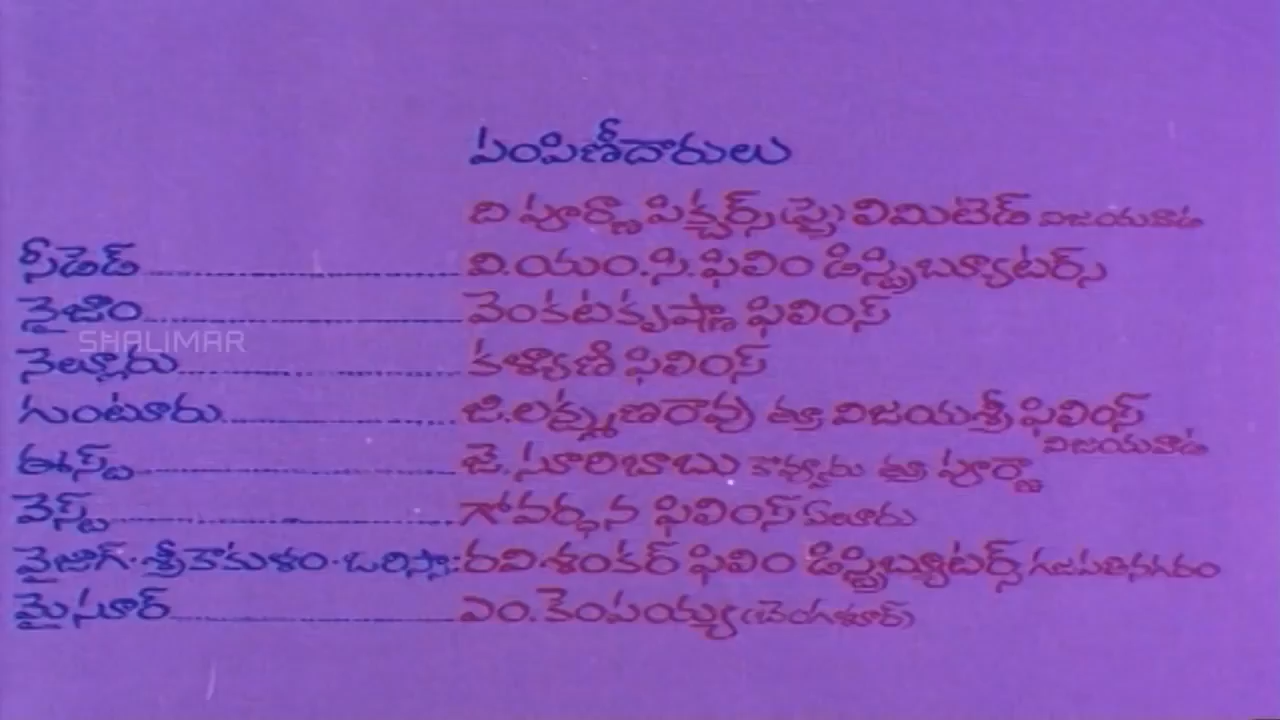 పంపిణీదారులు
ది పూర్ణా పిక్చర్స్ ప్రై లిమిటెడ్ విజయవాడ
సీడెడ్ వి.యం.సి. ఫిలిం డిస్ట్రిబ్యూటర్స్
నైజాం వెంకటకృష్ణా ఫిలింస్
SHALIMAR
నెల్లూరు కళ్యాణి ఫిలింస్
గుంటూరు జి.లక్ష్మణరావు త్రూ విజయశ్రీ ఫిలింస్ విజయవాడ
ఈస్ట్ జె. సూరిబాబు కొవ్వూరు త్రూ పూర్ణా
వెస్ట్ గోవర్ధన ఫిలింస్ ఏలూరు
వైజాగ్·శ్రీకాకుళం·ఒరిస్సా: రవిశంకర్ ఫిలిం డిస్ట్రిబ్యూటర్స్ గజపతినగరం
మైసూర్ ఎం.కెంపయ్య (బెంగళూర్)